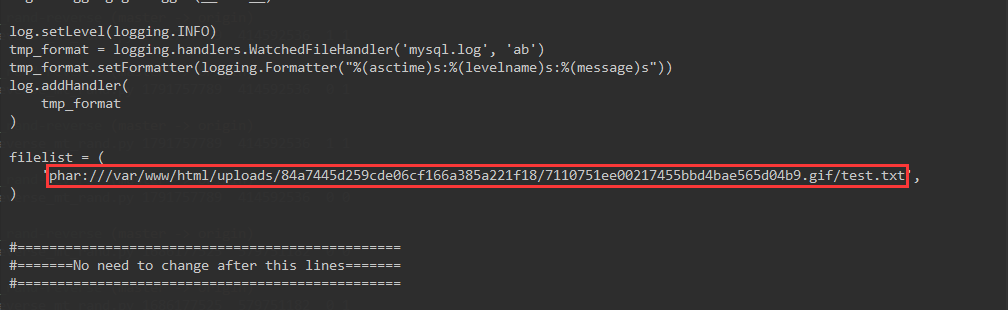 log.setLevel(logging.INFO)
tmp_format = logging.handlers.WatchedFileHandler('mysql.log', 'ab')
tmp_format.setFormatter(logging.Formatter("%(asctime)s:%(levelname)s:%(message)s"))
log.addHandler(
    tmp_format
)
filelist = (
    'phar:///var/www/html/uploads/84a7445d259cde06cf166a385a221f18/7110751ee00217455bbd4bae565d04b9.gif/test.txt',
)
#================================================
#=======No need to change after this lines=======
#================================================